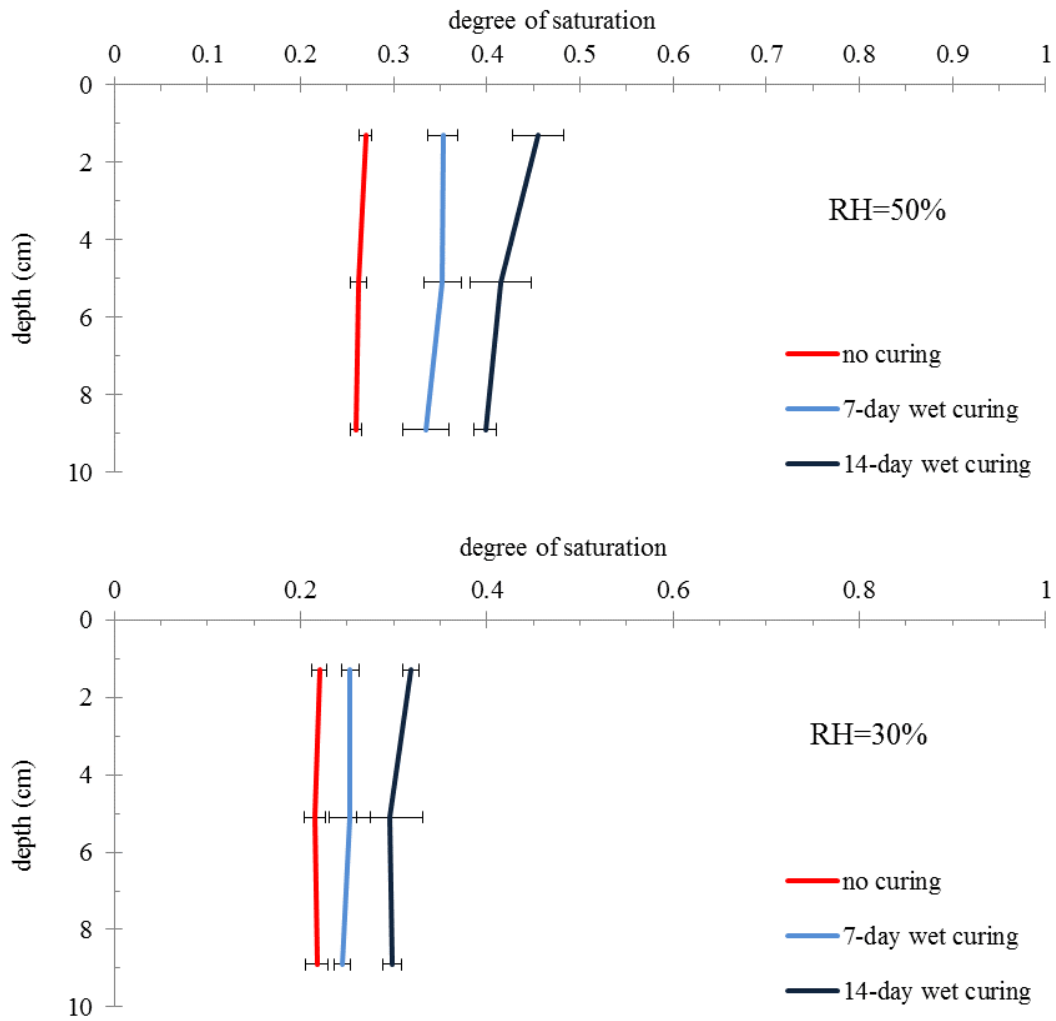 degree of saturation
0 0.1 0.2 0.3 0.4 0.5 0.6 0.7 0.8 0.9 1
0
2
4
6
8
10
depth (cm)
RH=50%
no curing
7-day wet curing
14-day wet curing
degree of saturation
0 0.2 0.4 0.6 0.8 1
0
2
4
6
8
10
depth (cm)
RH=30%
no curing
7-day wet curing
14-day wet curing